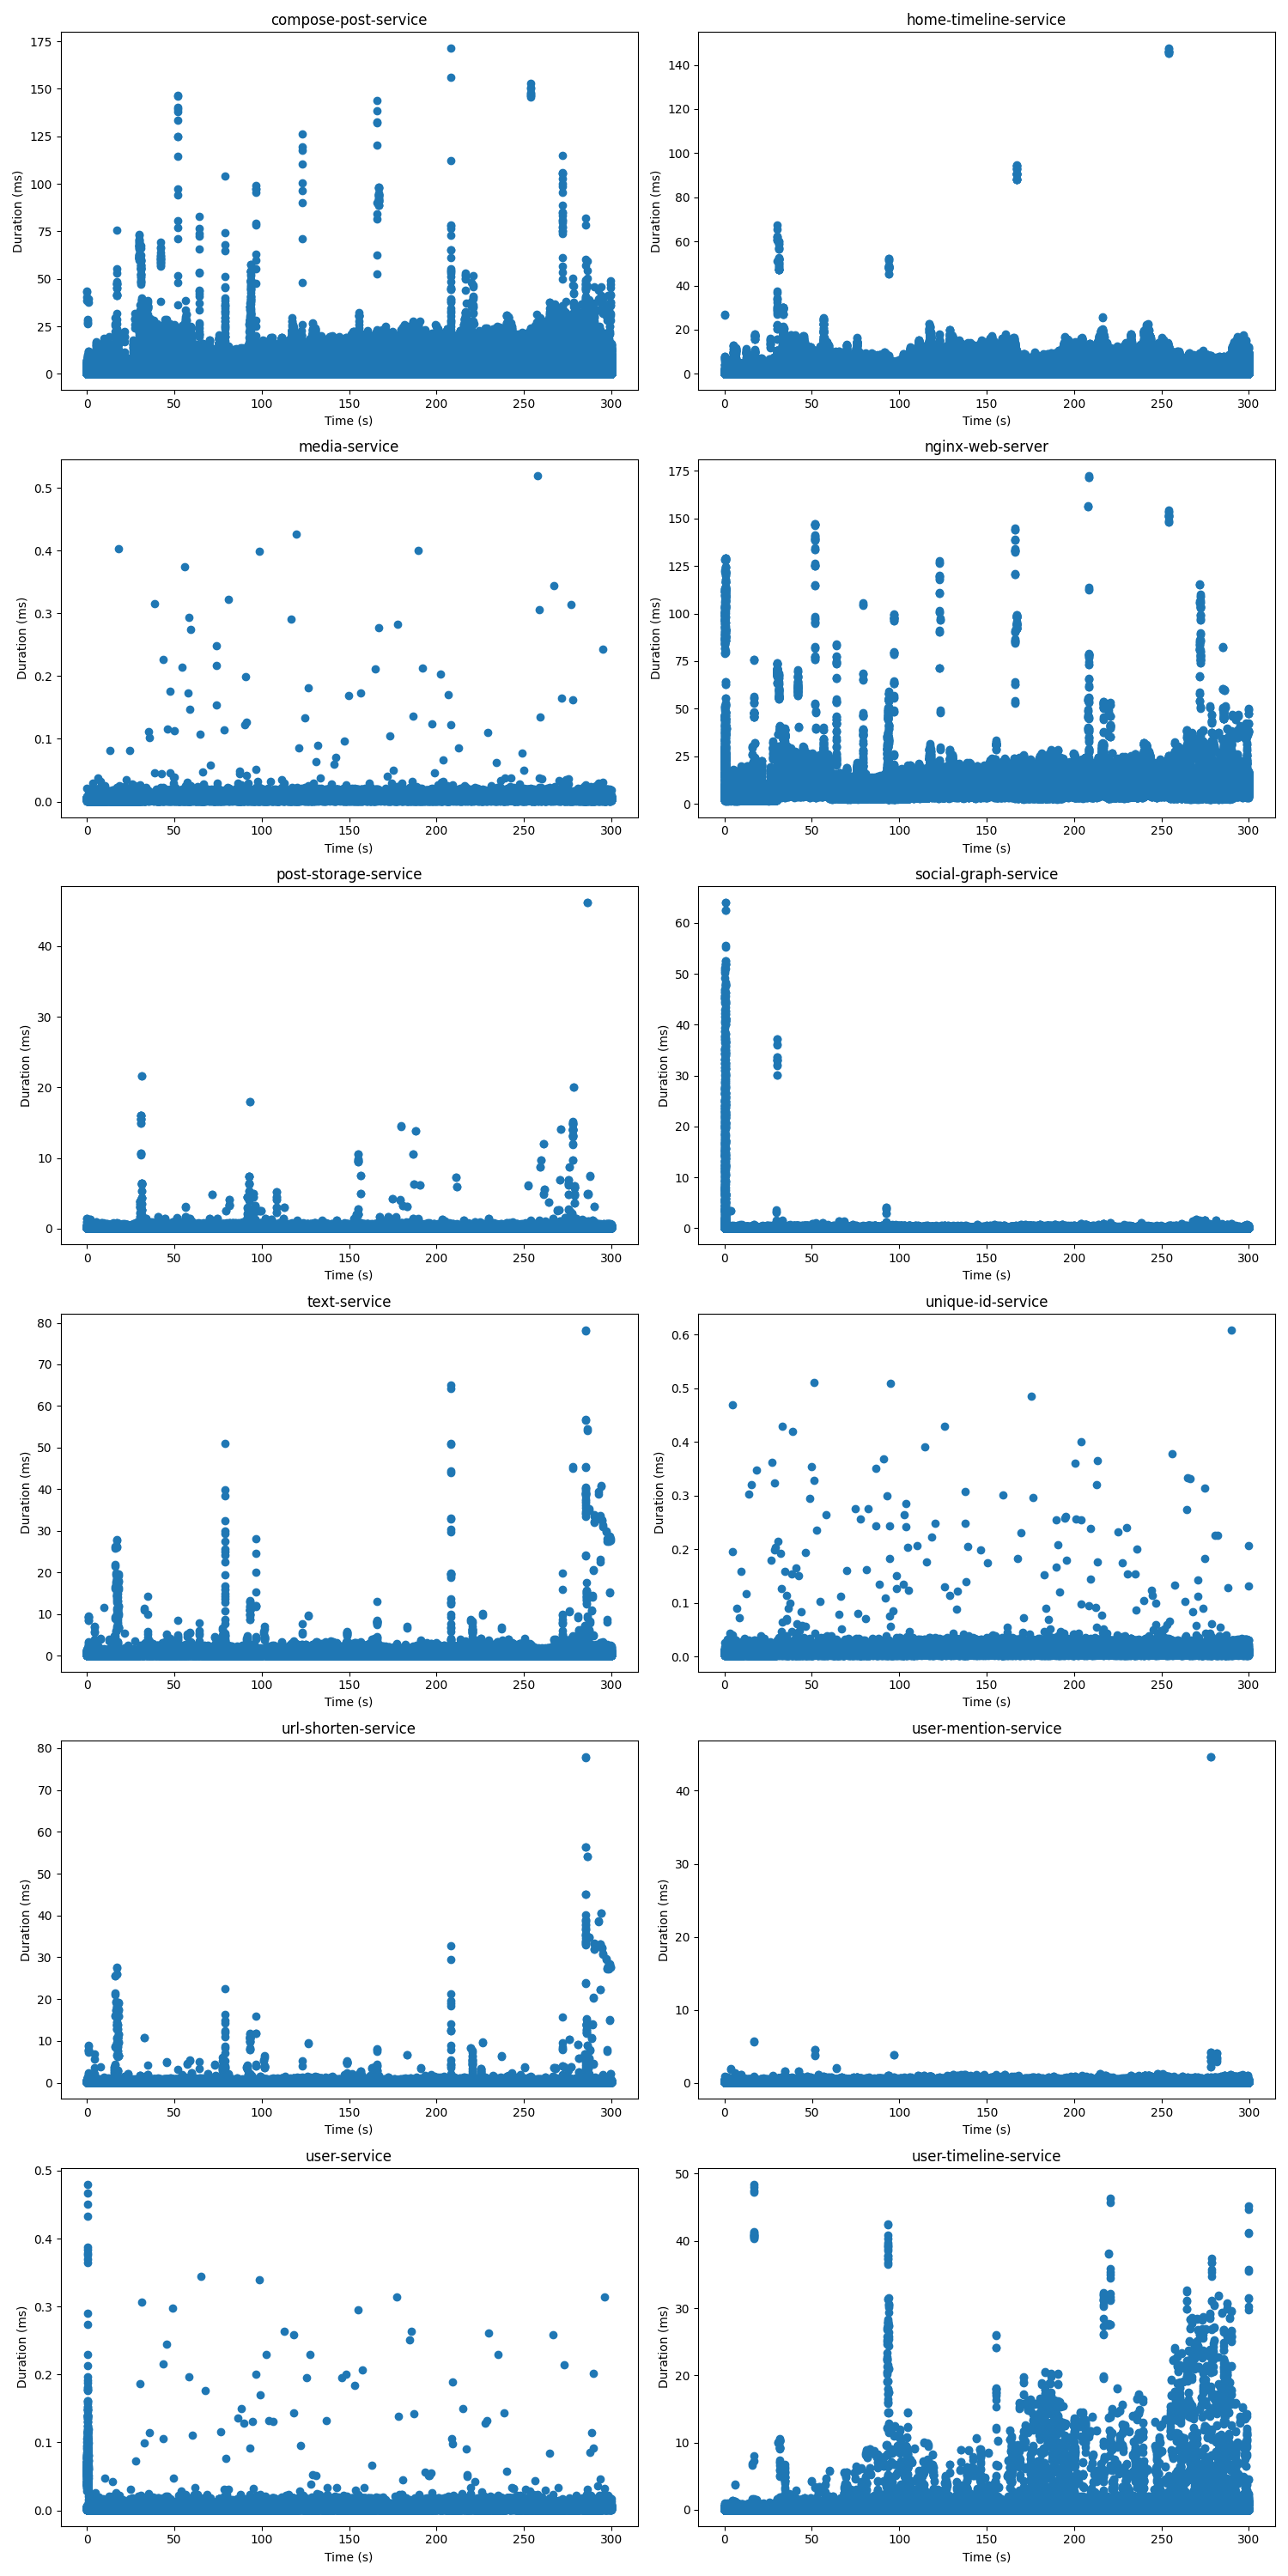 compose-post-service
175
150
125
100
75
50
25
0
Duration (ms)
0 50 100 150 200 250 300
Time (s)
home-timeline-service
140
120
100
80
60
40
20
0
Duration (ms)
0 50 100 150 200 250 300
Time (s)
media-service
0.5
0.4
0.3
0.2
0.1
0.0
Duration (ms)
0 50 100 150 200 250 300
Time (s)
nginx-web-server
175
150
125
100
75
50
25
0
Duration (ms)
0 50 100 150 200 250 300
Time (s)
post-storage-service
40
30
20
10
0
Duration (ms)
0 50 100 150 200 250 300
Time (s)
social-graph-service
60
50
40
30
20
10
0
Duration (ms)
0 50 100 150 200 250 300
Time (s)
text-service
80
70
60
50
40
30
20
10
0
Duration (ms)
0 50 100 150 200 250 300
Time (s)
unique-id-service
0.6
0.5
0.4
0.3
0.2
0.1
0.0
Duration (ms)
0 50 100 150 200 250 300
Time (s)
url-shorten-service
80
70
60
50
40
30
20
10
0
Duration (ms)
0 50 100 150 200 250 300
Time (s)
user-mention-service
40
30
20
10
0
Duration (ms)
0 50 100 150 200 250 300
Time (s)
user-service
0.5
0.4
0.3
0.2
0.1
0.0
Duration (ms)
0 50 100 150 200 250 300
Time (s)
user-timeline-service
50
40
30
20
10
0
Duration (ms)
0 50 100 150 200 250 300
Time (s)